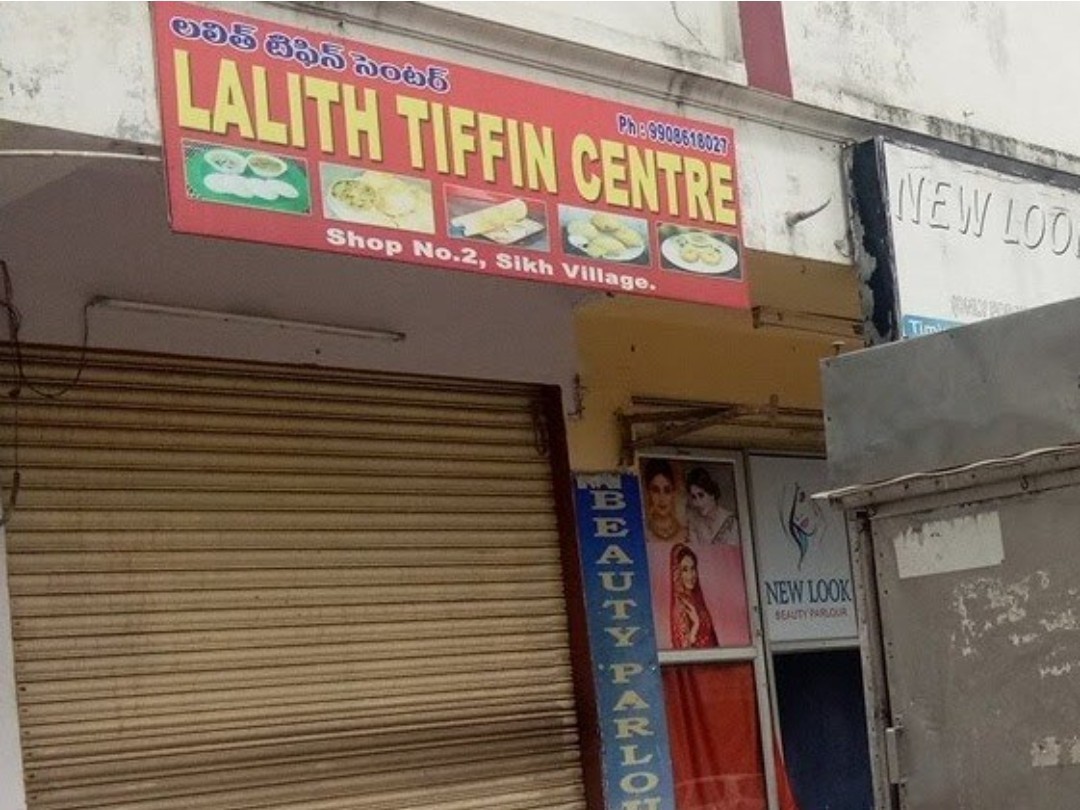 లలిత్ టిఫిన్ సెంటర్
Ph : 9908618027
LALITH TIFFIN CENTRE
Shop No.2, Sikh Village.
NEW LOO
BEAUTY PARLOU
NEW LOOK
BEAUTY PARLOUR